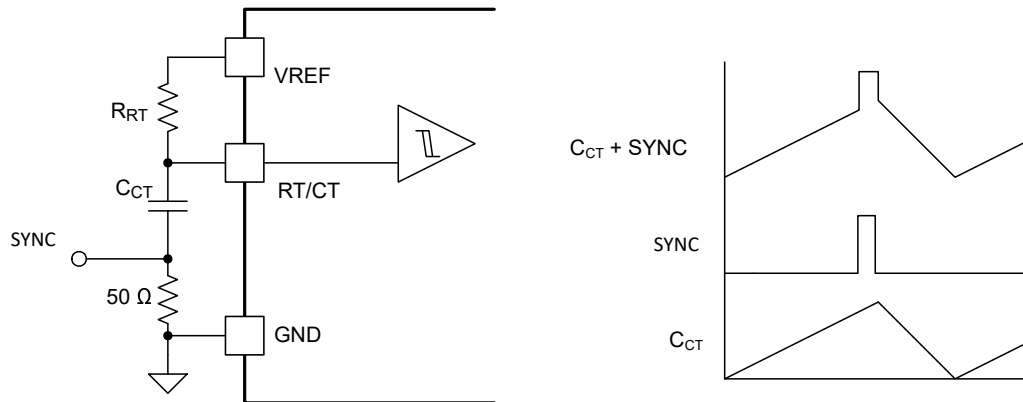 VREF
R_RT
RT/CT
C_CT
SYNC
50 Ω
GND
C_CT + SYNC
SYNC
C_CT